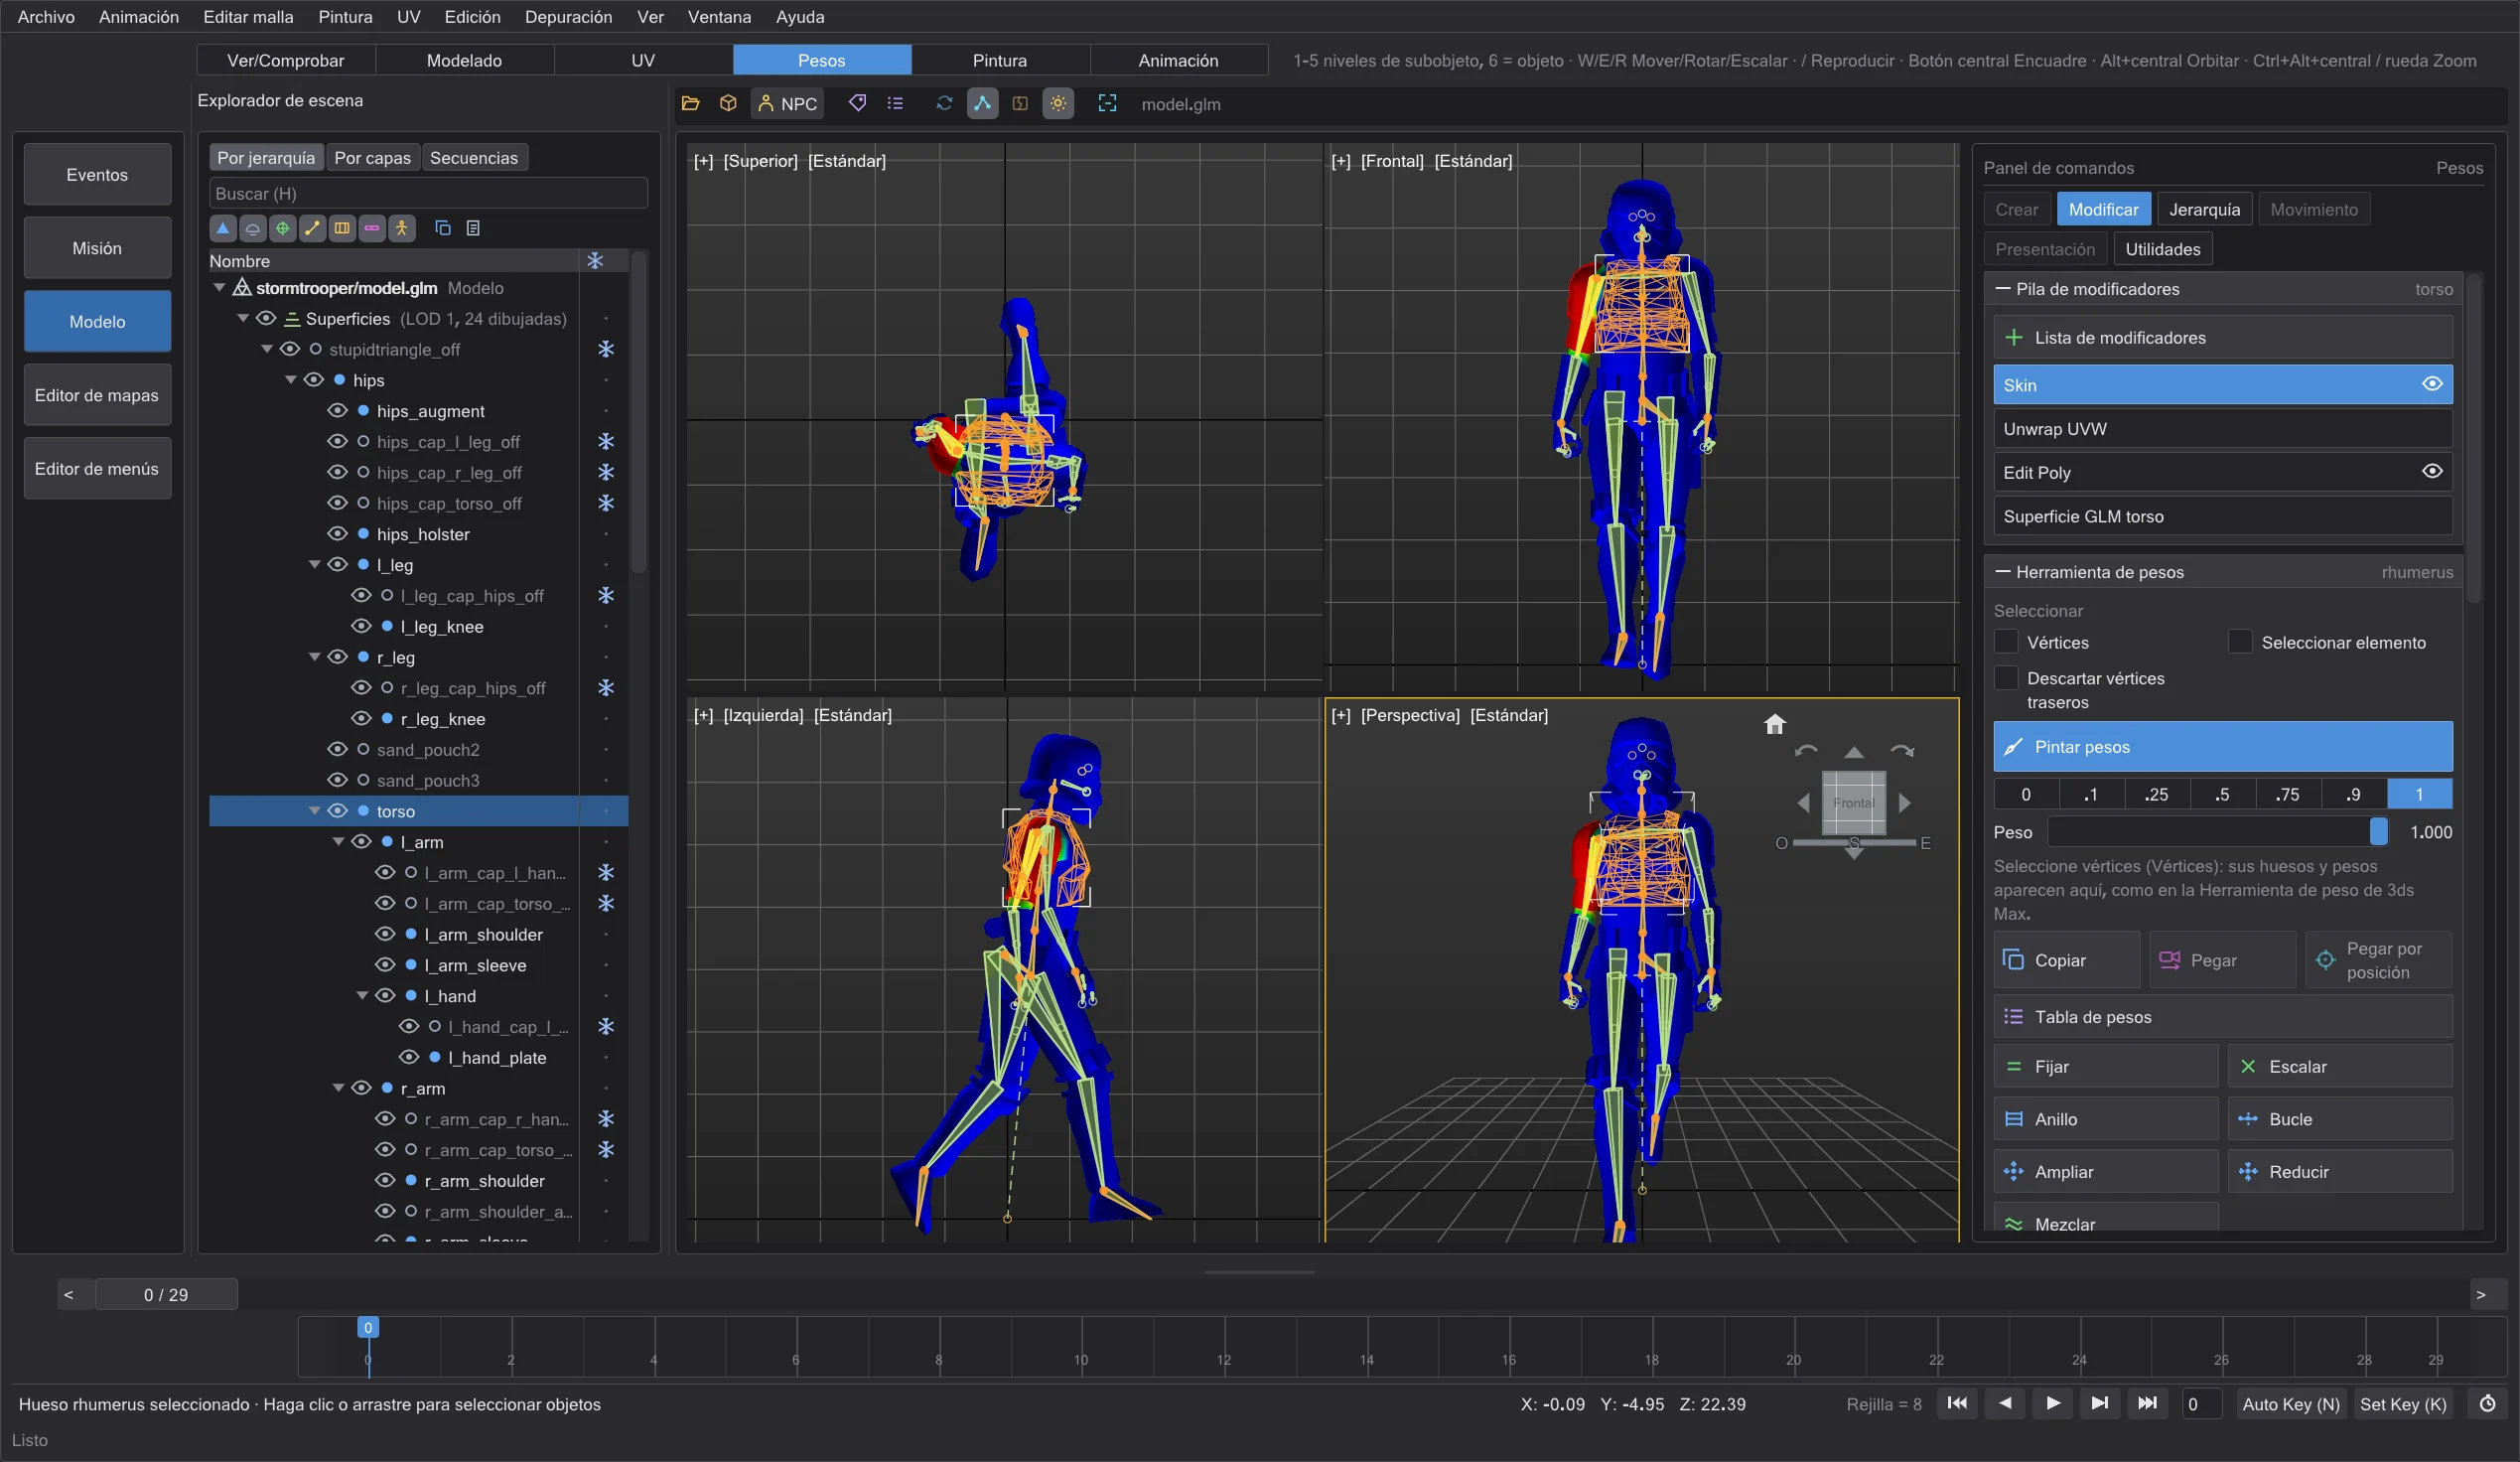 Archivo Animación Editar malla Pintura UV Edición Depuración Ver Ventana Ayuda
Ver/Comprobar Modelado UV Pesos Pintura Animación 1-5 niveles de subobjeto, 6 = objeto · W/E/R Mover/Rotar/Escalar · / Reproducir · Botón central Encuadre · Alt+central Orbitar · Ctrl+Alt+central / rueda Zoom
Explorador de escena
NPC model.glm
Eventos
Misión
Modelo
Editor de mapas
Editor de menús
Por jerarquía Por capas Secuencias
Buscar (H)
Nombre
stormtrooper/model.glm Modelo
Superficies (LOD 1, 24 dibujadas)
stupidtriangle_off
hips
hips_augment
hips_cap_l_leg_off
hips_cap_r_leg_off
hips_cap_torso_off
hips_holster
l_leg
l_leg_cap_hips_off
l_leg_knee
r_leg
r_leg_cap_hips_off
r_leg_knee
sand_pouch2
sand_pouch3
torso
l_arm
l_arm_cap_l_han...
l_arm_cap_torso_...
l_arm_shoulder
l_arm_sleeve
l_hand
l_hand_cap_l_...
l_hand_plate
r_arm
r_arm_cap_r_han...
r_arm_cap_torso_...
r_arm_shoulder
r_arm_shoulder_a...
r_arm_sleeve
[+] [Superior] [Estándar]
[+] [Frontal] [Estándar]
[+] [Izquierda] [Estándar]
[+] [Perspectiva] [Estándar]
Frontal
O S E
Panel de comandos Pesos
Crear Modificar Jerarquía Movimiento
Presentación Utilidades
Pila de modificadores torso
Lista de modificadores
Skin
Unwrap UVW
Edit Poly
Superficie GLM torso
Herramienta de pesos rhumerus
Seleccionar
Vértices Seleccionar elemento
Descartar vértices
traseros
Pintar pesos
0 .1 .25 .5 .75 .9 1
Peso 1.000
Seleccione vértices (Vértices): sus huesos y pesos
aparecen aquí, como en la Herramienta de peso de 3ds
Max.
Copiar Pegar Pegar por
posición
Tabla de pesos
Fijar Escalar
Anillo Bucle
Ampliar Reducir
Mezclar
< 0 / 29 >
0
0 2 4 6 8 10 12 14 16 18 20 22 24 26 28 29
Hueso rhumerus seleccionado · Haga clic o arrastre para seleccionar objetos X: -0.09 Y: -4.95 Z: 22.39 Rejilla = 8 0 Auto Key (N) Set Key (K)
Listo